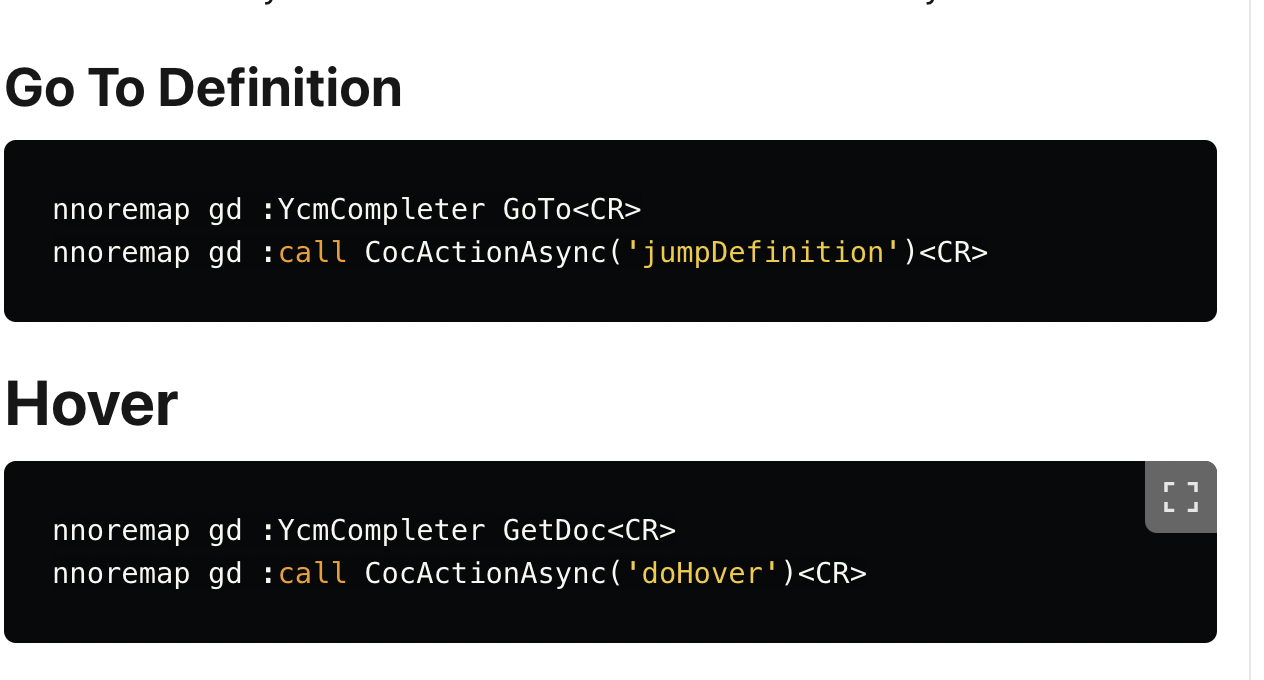 Go To Definition
nnoremap gd :YcmCompleter GoTo<CR>
nnoremap gd :call CocActionAsync('jumpDefinition')<CR>
Hover
nnoremap gd :YcmCompleter GetDoc<CR>
nnoremap gd :call CocActionAsync('doHover')<CR>